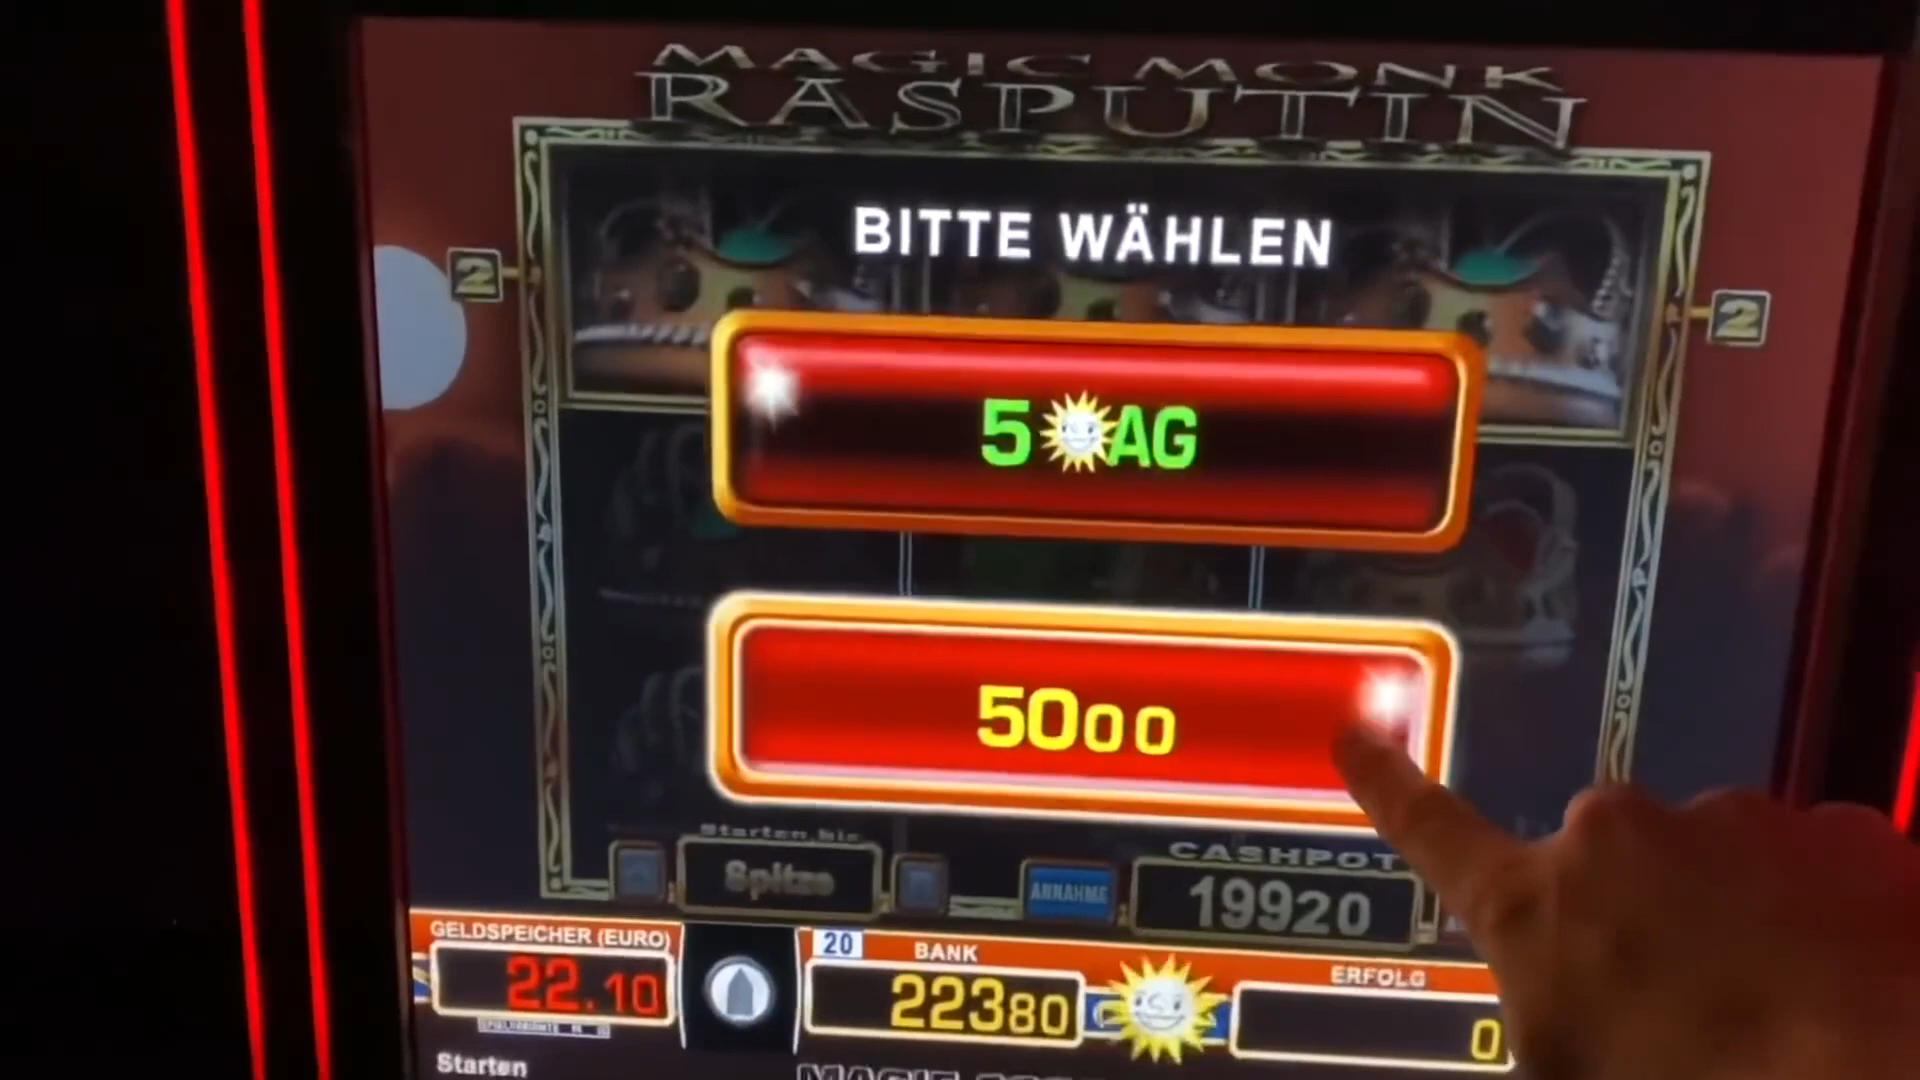 MAGIC MONK
RASPUTIN
BITTE WÄHLEN
2
2
5 AG
5000
Starten bis
Spitze
ANNAHME
CASHPOT
19920
GELDSPEICHER (EURO)
22.10
20
BANK
22380
ERFOLG
0
Starten